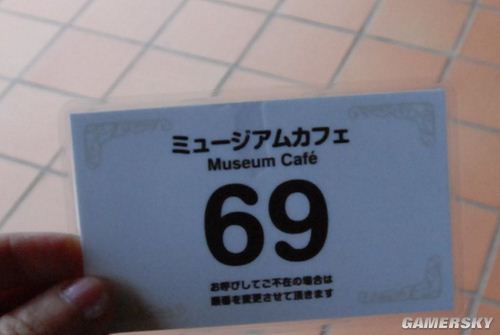 ミュージアムカフェ
Museum Café
69
お呼びしてご不在の場合は
順番を変更させて頂きます
GAMERSKY